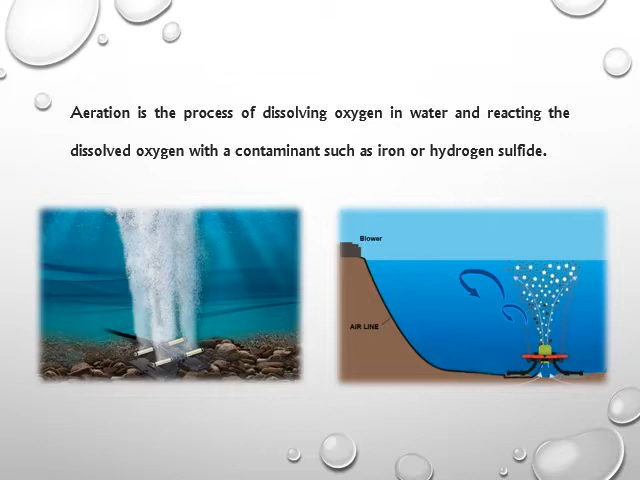 Aeration is the process of dissolving oxygen in water and reacting the
dissolved oxygen with a contaminant such as iron or hydrogen sulfide.
Blower
AIR LINE